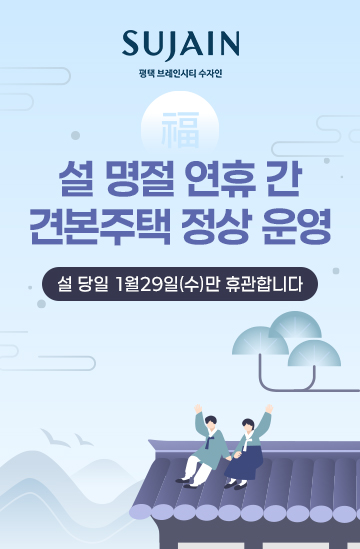 SUJAIN
평택 브레인시티 수자인
福
설 명절 연휴 간
견본주택 정상 운영
설 당일 1월29일(수)만 휴관합니다